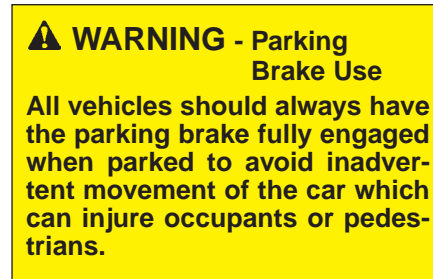 WARNING - Parking
Brake Use
All vehicles should always have
the parking brake fully engaged
when parked to avoid inadver-
tent movement of the car which
can injure occupants or pedes-
trians.